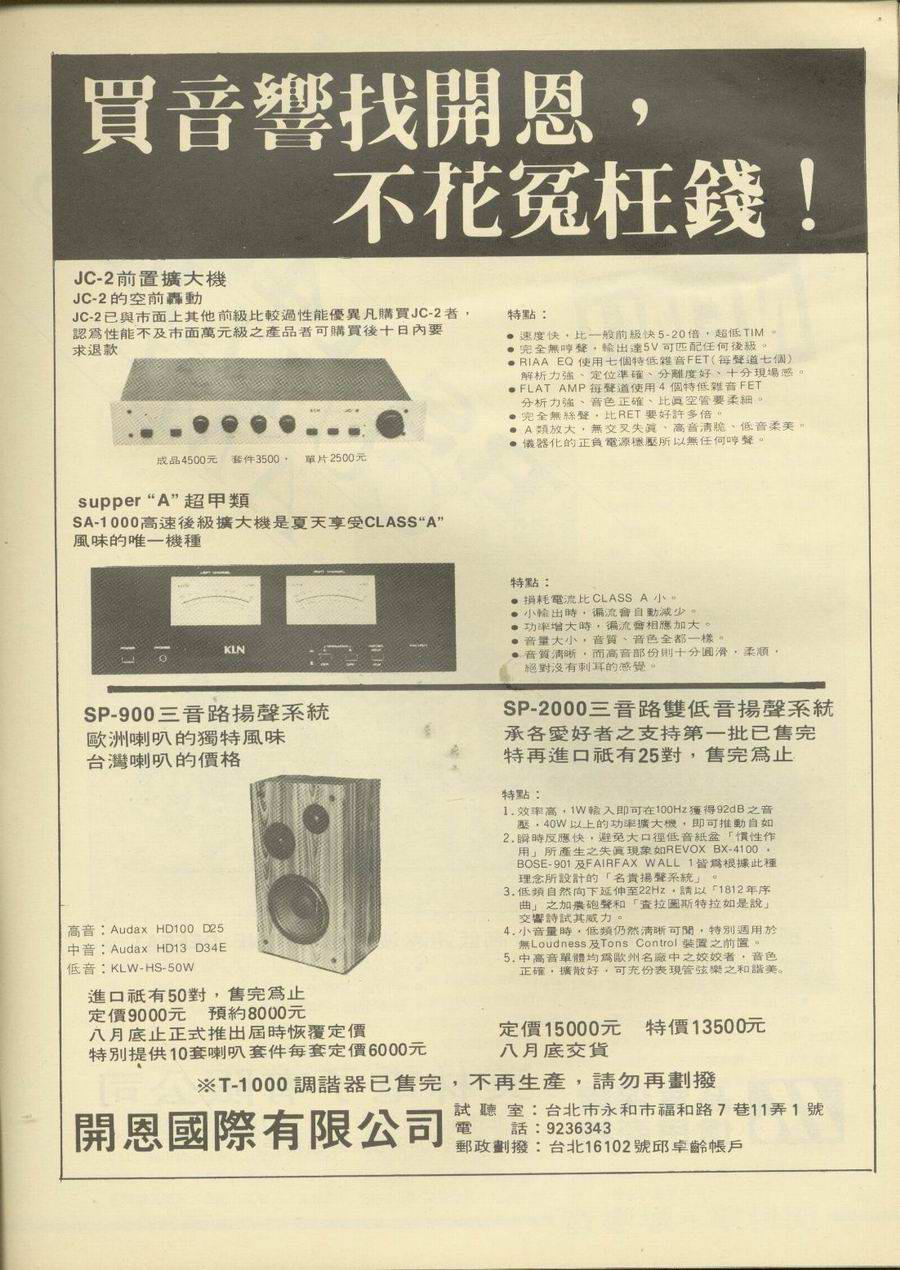 買音響找開恩，
不花冤枉錢！
JC-2前置擴大機
JC-2的空前轟動
JC-2已與市面上其他前級比較過性能優異凡購買JC-2者，
認爲性能不及市面萬元級之產品者可購買後十日內要
求退款
JC-2
成品4500元 套件3500， 單片2500元
特點：
●速度快，比一般前級快5-20倍，超低TIM。
●完全無哼聲，輸出達5V可匹配任何後級。
●RIAA EQ 使用七個特低雜音FET(每聲道七個)
解析力強、定位準確、分離度好、十分現場感。
●FLAT AMP每聲道使用4個特低雜音FET
分析力強、音色正確、比眞空管要柔細。
●完全無絲聲，比RET要好許多倍。
●A類放大，無交叉失眞、高音清脆、低音柔美。
●儀器化的正負電源穩壓所以無任何哼聲。
supper “A”超甲類
SA-1000高速後級擴大機是夏天享受CLASS“A”
風味的唯一機種
LEFT CHANNEL
RIGHT CHANNEL
KLN
特點：
●損耗電流比CLASS A 小。
●小輸出時，偏流會自動減少。
●功率增大時，偏流會相應加大。
●音量大小，音質、音色全都一樣。
●音質清晰，而高音部份則十分圓滑，柔順，
絕對沒有刺耳的感覺。
SP-900三音路揚聲系統
歐洲喇叭的獨特風味
台灣喇叭的價格
高音：Audax HD100 D25
中音：Audax HD13 D34E
低音：KLW-HS-50W
進口祇有50對，售完爲止
定價9000元 預約8000元
八月底止正式推出屆時恢覆定價
特別提供10套喇叭套件每套定價6000元
SP-2000三音路雙低音揚聲系統
承各愛好者之支持第一批已售完
特再進口祇有25對，售完爲止
特點：
1.效率高，1W輸入即可在100Hz獲得92dB之音
壓，40W以上的功率擴大機，即可推動自如
2.瞬時反應快，避免大口徑低音紙盆「慣性作
用」所產生之失眞現象如REVOX BX-4100，
BOSE-901及FAIRFAX WALL 1皆爲根據此種
理念所設計的「名貴揚聲系統」。
3.低頻自然向下延伸至22Hz，請以「1812年序
曲」之加農砲聲和「査拉圖斯特拉如是說」
交響詩試其威力。
4.小音量時，低頻仍然清晰可聞，特別適用於
無Loudness及Tons Control 裝置之前置。
5.中高音單體均爲歐州名廠中之姣姣者，音色
正確，擴散好，可充份表現管弦樂之和諧美。
定價15000元 特價13500元
八月底交貨
※T-1000調諧器已售完，不再生產，請勿再劃撥
開恩國際有限公司
試聽室：台北市永和市福和路7巷11弄1號
電話：9236343
郵政劃撥：台北16102號邱卓齡帳戶